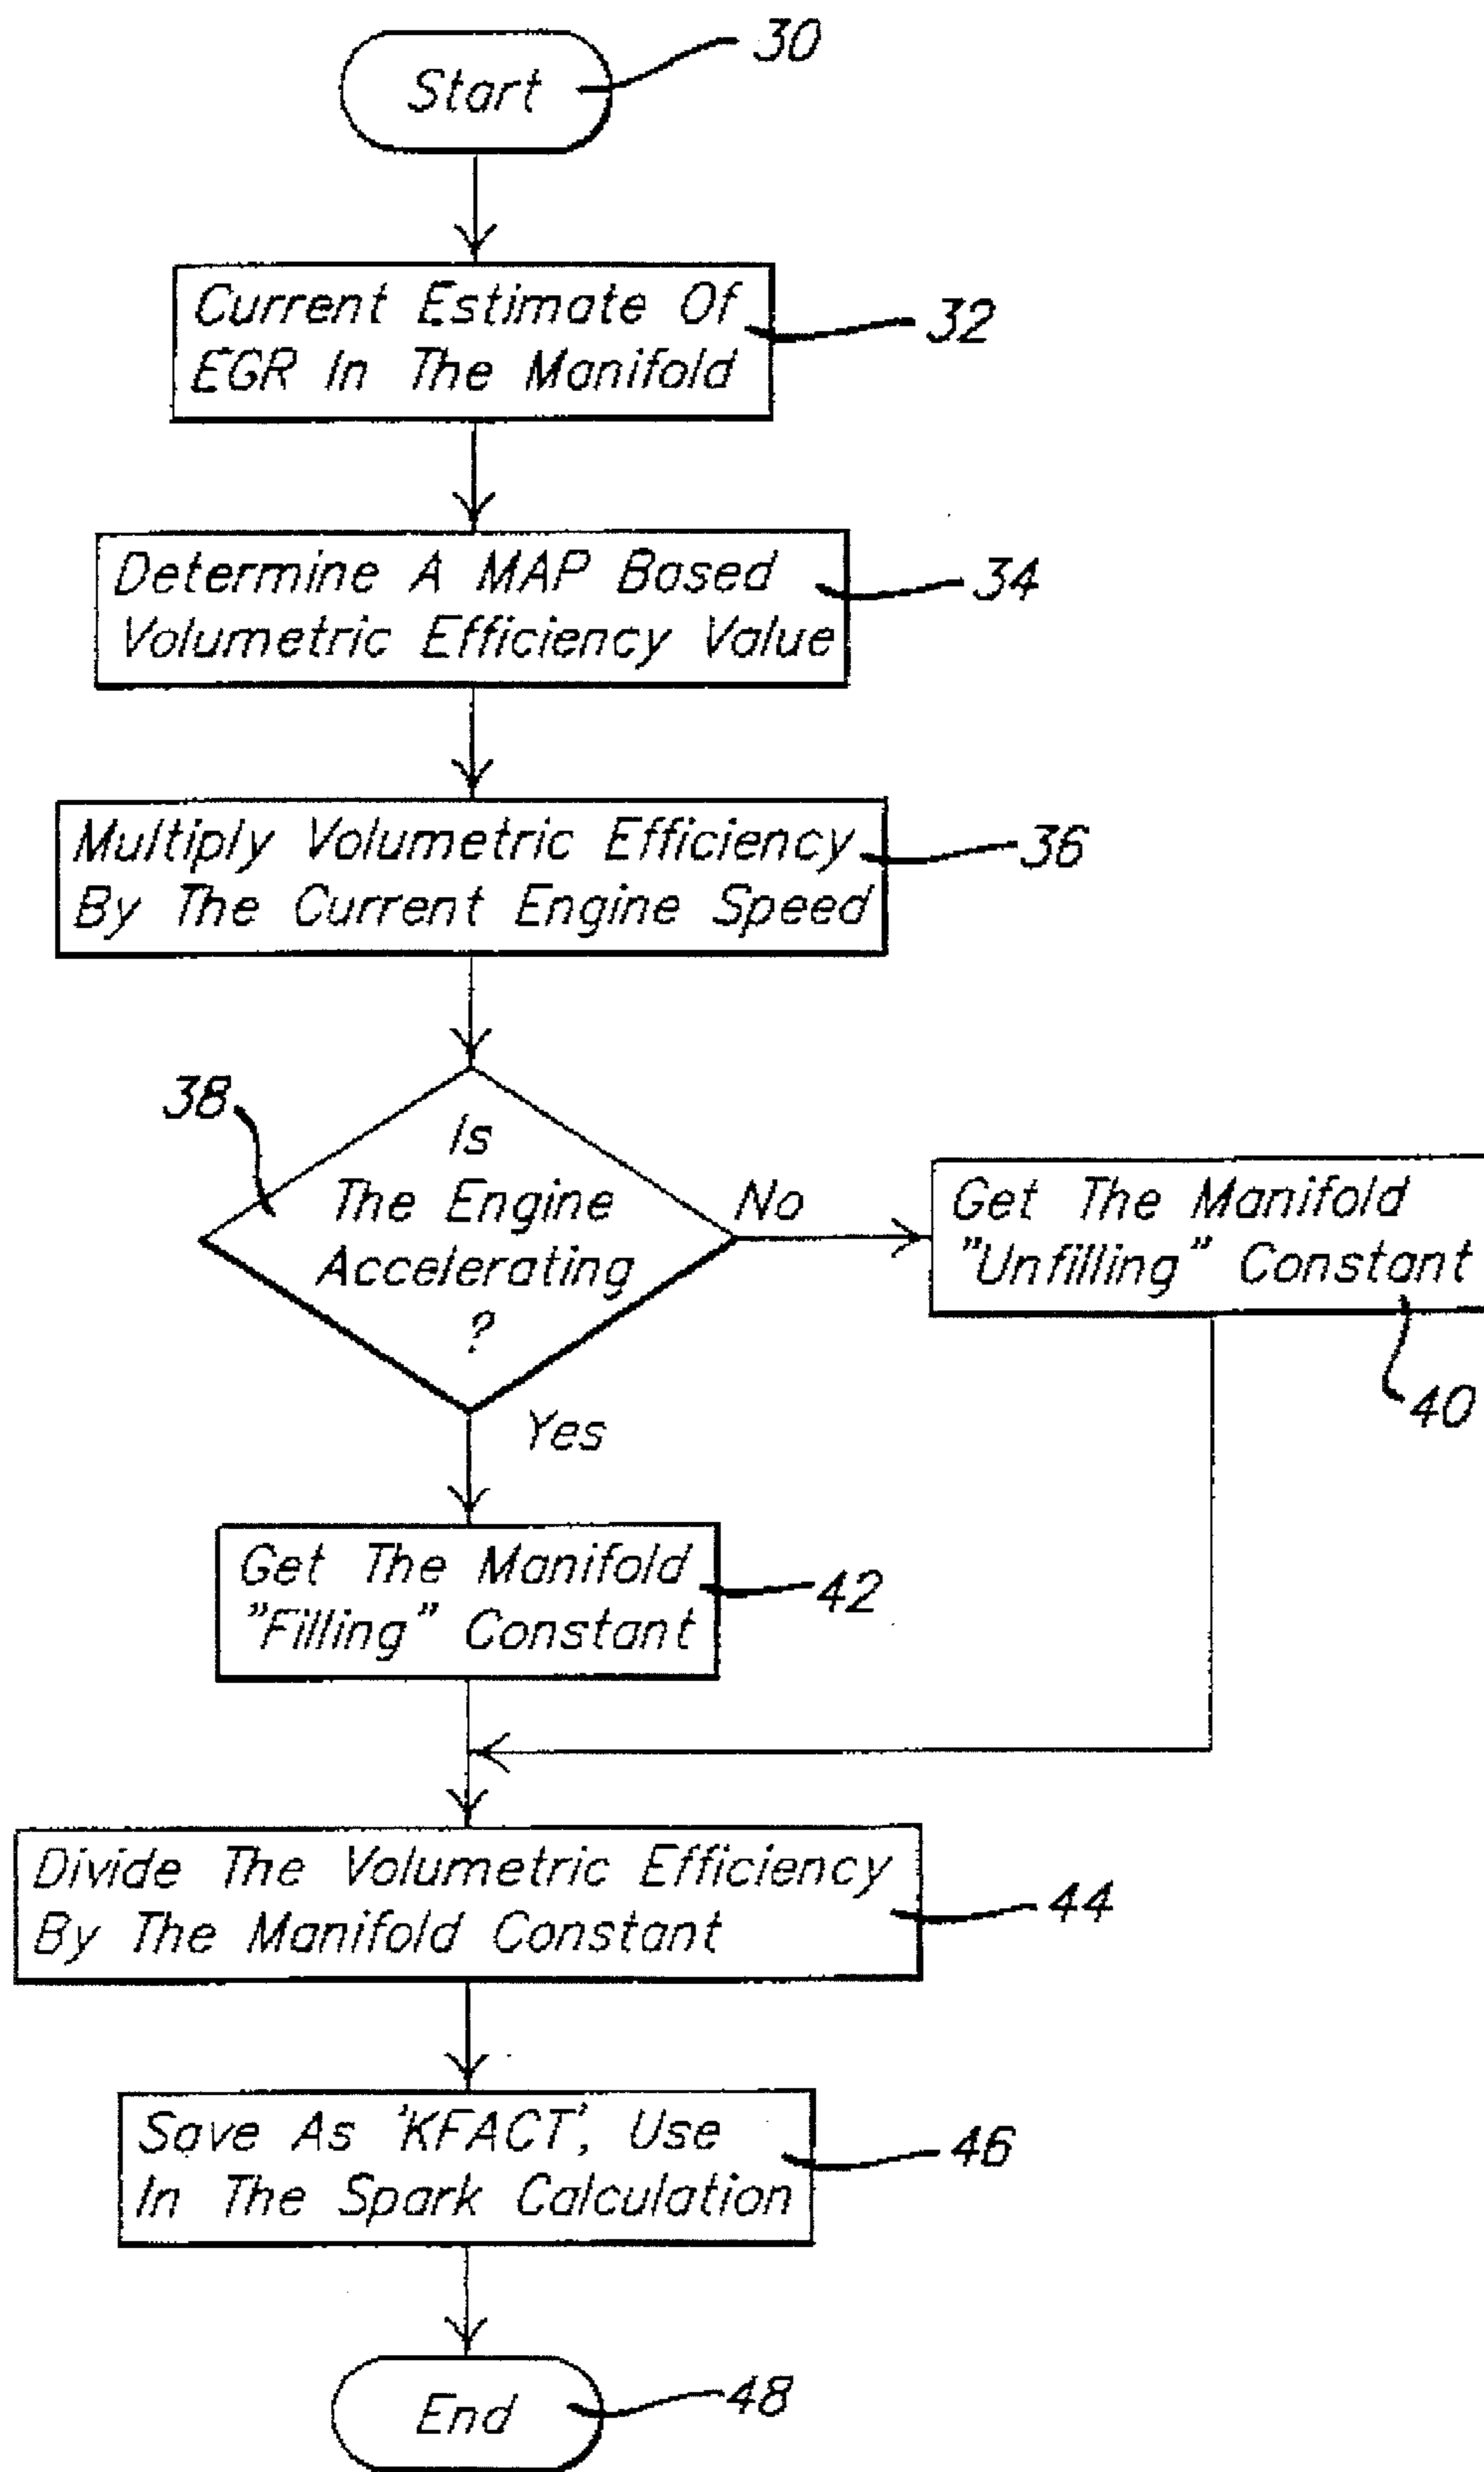 Start
30
Current Estimate Of
EGR In The Manifold
32
Determine A MAP Based
Volumetric Efficiency Value
34
Multiply Volumetric Efficiency
By The Current Engine Speed
36
38
Is
The Engine
Accelerating
?
No
Get The Manifold
"Unfilling" Constant
40
Yes
Get The Manifold
"Filling" Constant
42
Divide The Volumetric Efficiency
By The Manifold Constant
44
Save As 'KFACT', Use
In The Spark Calculation
46
End
48